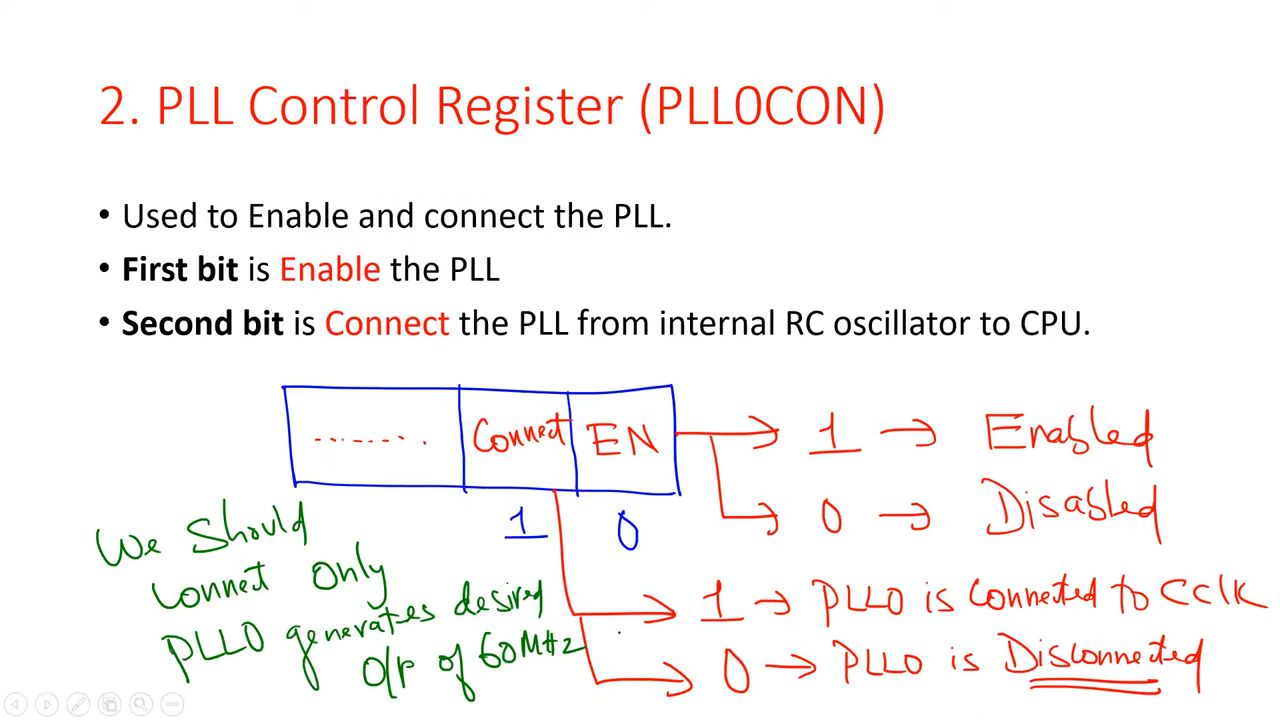 2. PLL Control Register (PLL0CON)
• Used to Enable and connect the PLL.
• First bit is Enable the PLL
• Second bit is Connect the PLL from internal RC oscillator to CPU.
........ Connect EN
1 → Enabled
0 → Disabled
1 0
1 → PLL0 is Connected to CClK
0 → PLL0 is Disconnected
We Should
Connect Only
PLL0 generates desired
O/P of 60MHz